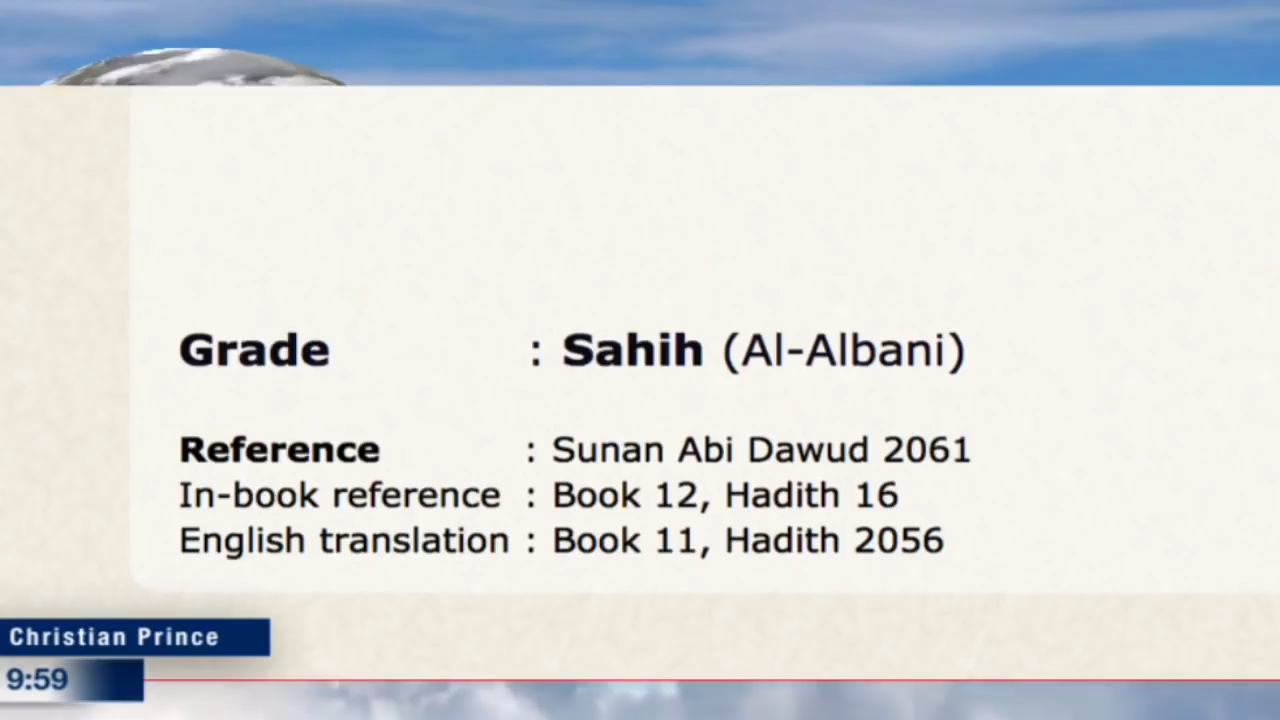 Grade : Sahih (Al-Albani)
Reference : Sunan Abi Dawud 2061
In-book reference : Book 12, Hadith 16
English translation : Book 11, Hadith 2056
Christian Prince
9:59